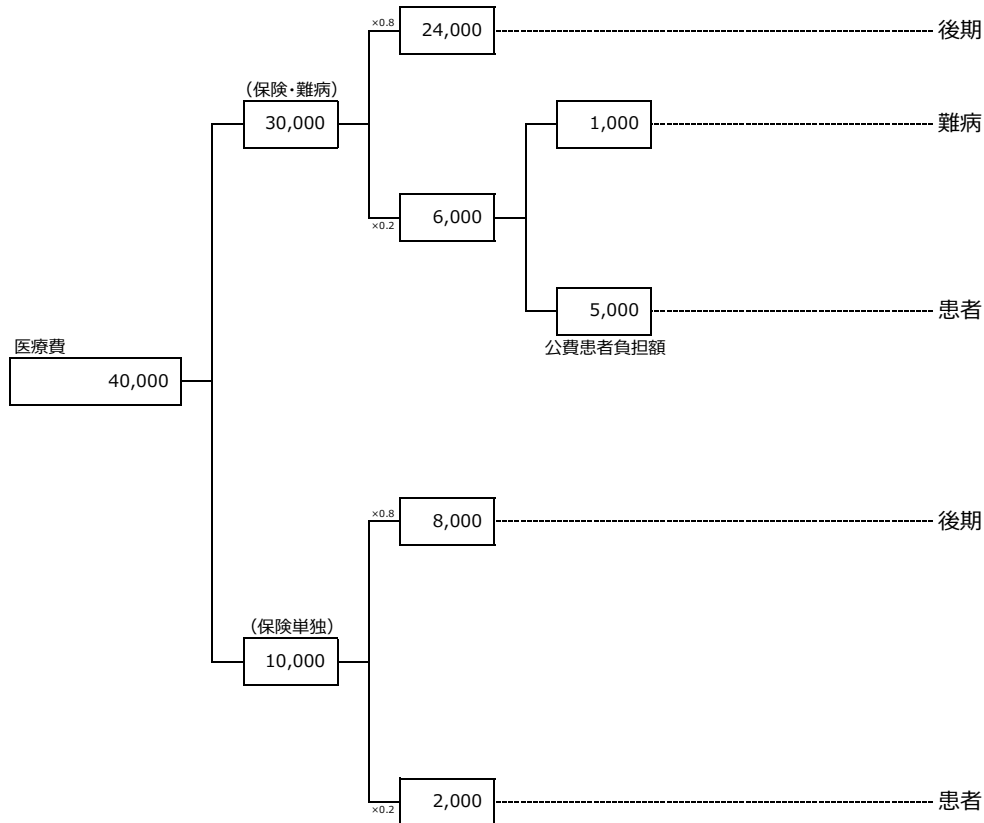 ×0.8
24,000
後期
（保険・難病）
30,000
1,000
難病
×0.2
6,000
5,000
患者
公費患者負担額
医療費
40,000
×0.8
8,000
後期
（保険単独）
10,000
×0.2
2,000
患者